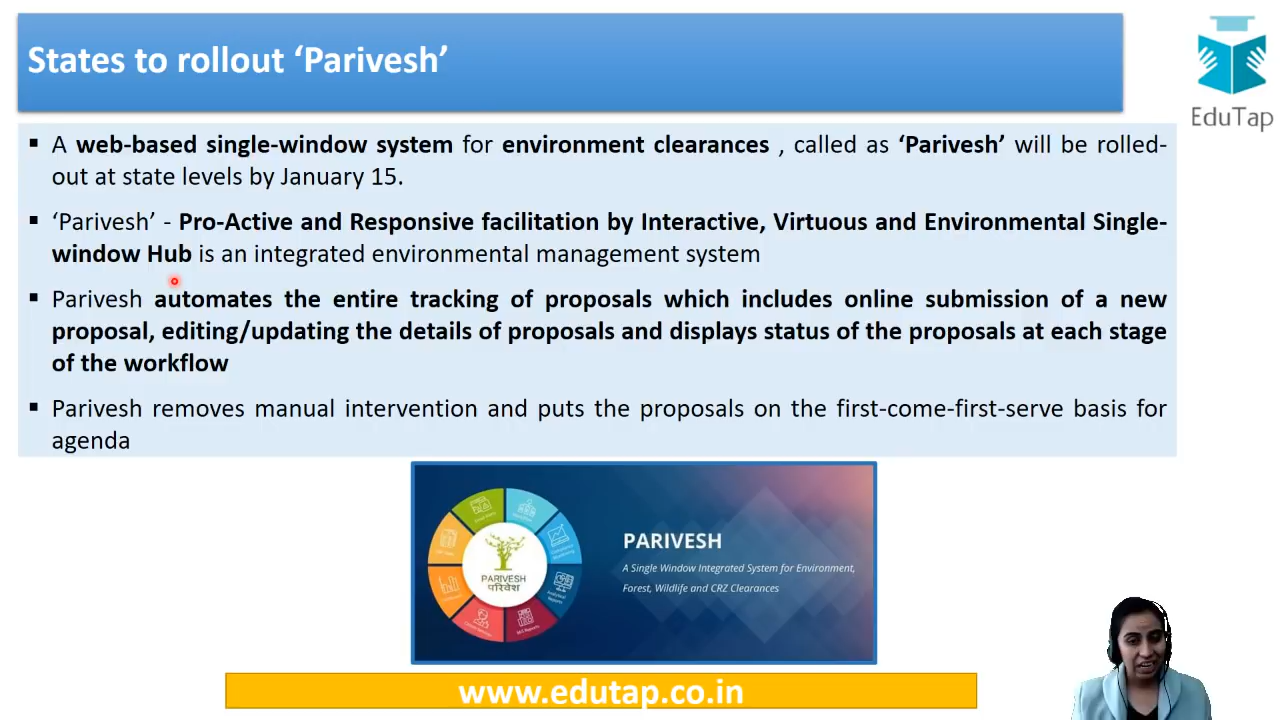 States to rollout ‘Parivesh’
EduTap
▪ A web-based single-window system for environment clearances , called as ‘Parivesh’ will be rolled-
out at state levels by January 15.
▪ ‘Parivesh’ - Pro-Active and Responsive facilitation by Interactive, Virtuous and Environmental Single-
window Hub is an integrated environmental management system
▪ Parivesh automates the entire tracking of proposals which includes online submission of a new
proposal, editing/updating the details of proposals and displays status of the proposals at each stage
of the workflow
▪ Parivesh removes manual intervention and puts the proposals on the first-come-first-serve basis for
agenda
PARIVESH
परिवेश
PARIVESH
A Single Window Integrated System for Environment,
Forest, Wildlife and CRZ Clearances
www.edutap.co.in